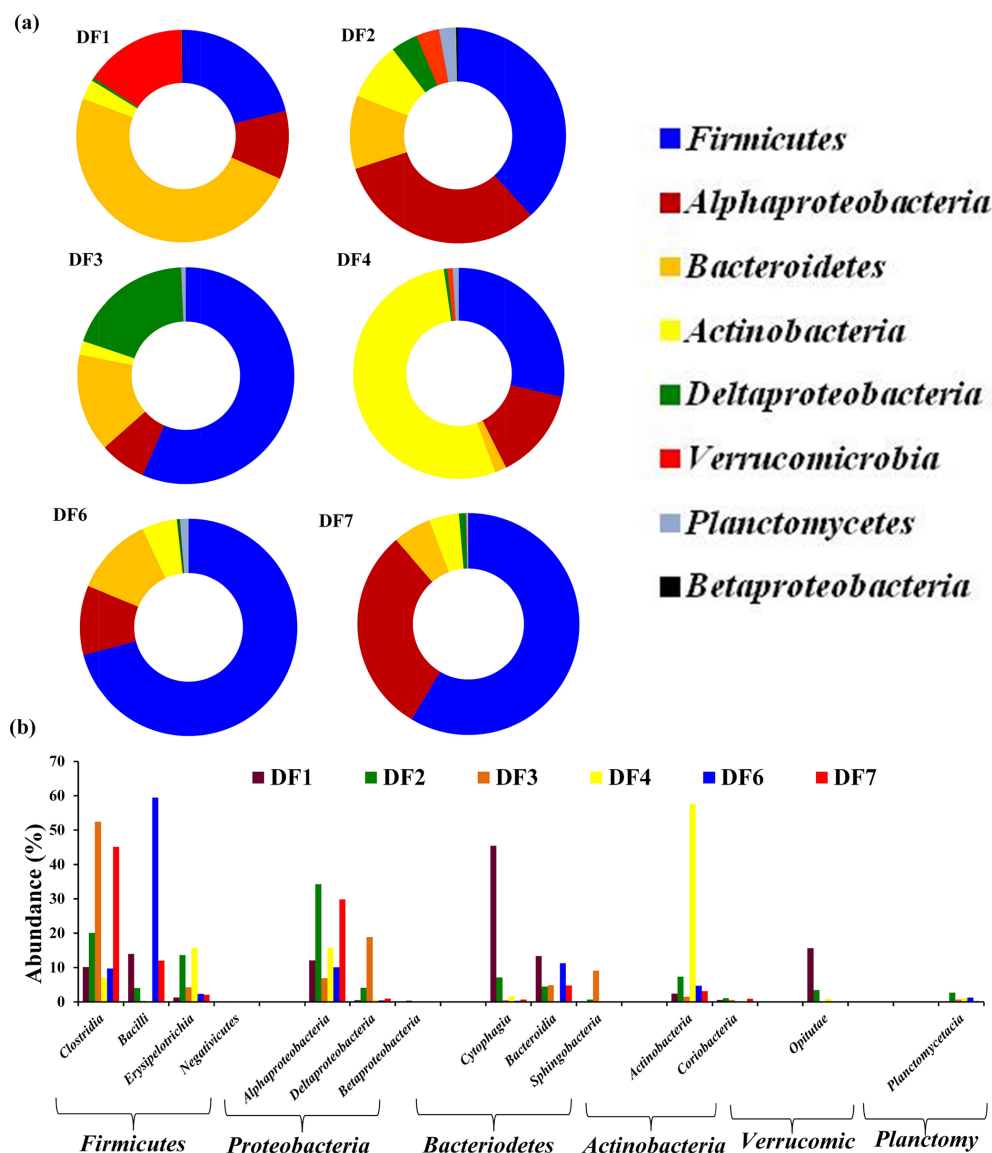 (a)
DF1
DF2
DF3
DF4
DF6
DF7
Firmicutes
Alphaproteobacteria
Bacteroidetes
Actinobacteria
Deltaproteobacteria
Verrucomicrobia
Planctomycetes
Betaproteobacteria
(b)
Abundance (%)
70
60
50
40
30
20
10
0
DF1 DF2 DF3 DF4 DF6 DF7
Clostridia
Bacilli
Erysipelotrichia
Negativicutes
Alphaproteobacteria
Deltaproteobacteria
Betaproteobacteria
Cytophagia
Bacteroidia
Sphingobacteria
Actinobacteria
Coriobacteria
Opitutae
Planctomycetacia
Firmicutes Proteobacteria Bacteriodetes Actinobacteria Verrucomic Planctomy